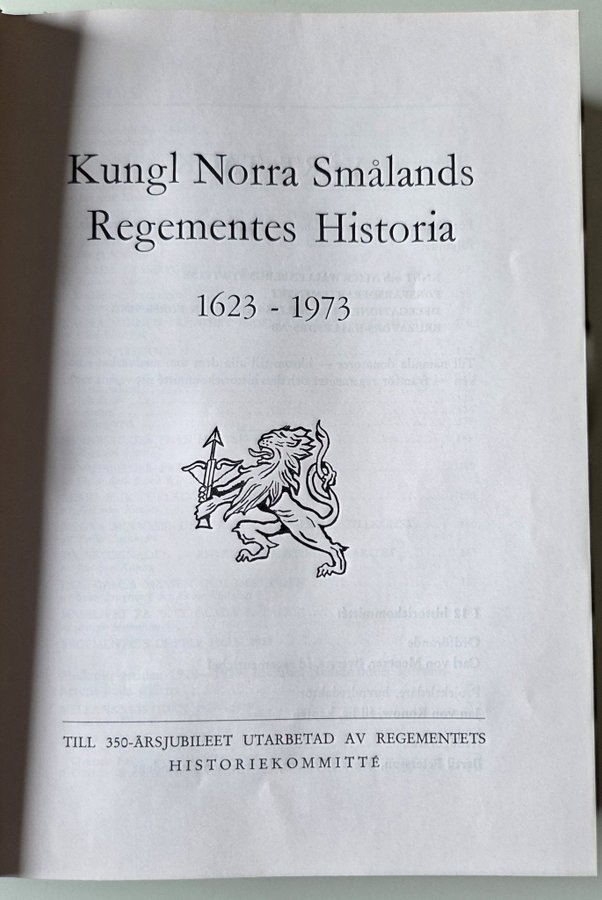 Kungl Norra Smålands
Regementes Historia
1623 - 1973
TILL 350-ÅRSJUBILEET UTARBETAD AV REGEMENTETS
HISTORIEKOMMITTÉ